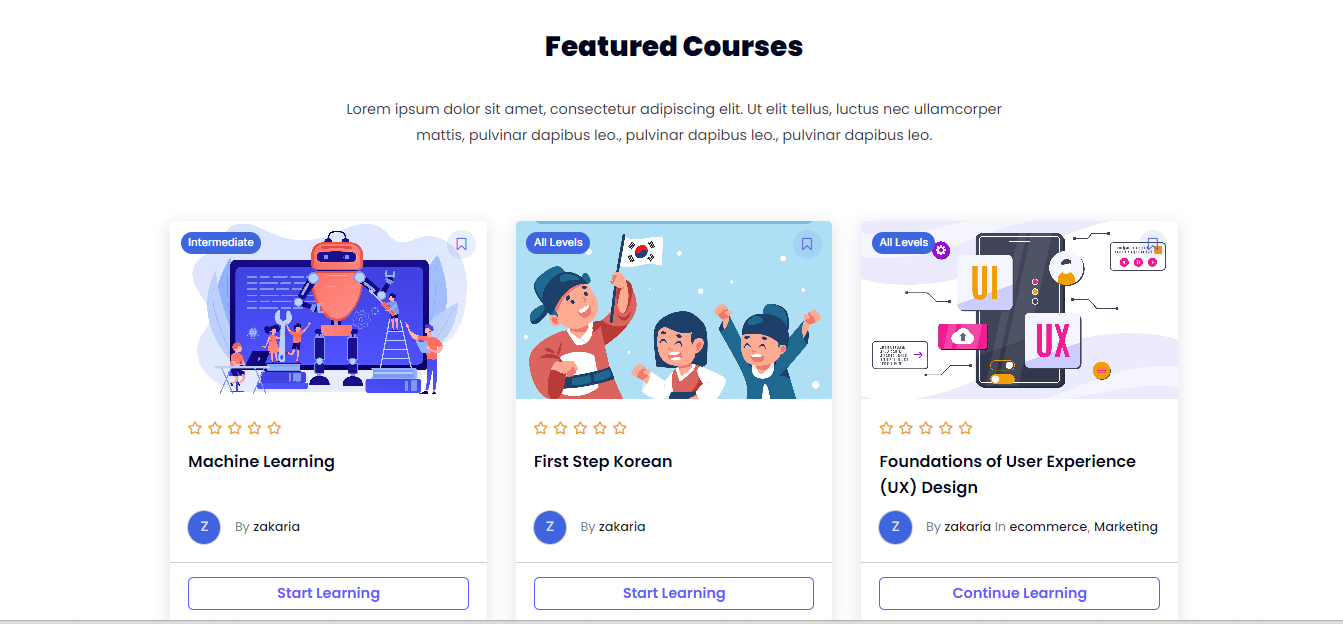 Featured Courses
Lorem ipsum dolor sit amet, consectetur adipiscing elit. Ut elit tellus, luctus nec ullamcorper
mattis, pulvinar dapibus leo., pulvinar dapibus leo., pulvinar dapibus leo.
Intermediate
Machine Learning
Z
By zakaria
Start Learning
All Levels
First Step Korean
Z
By zakaria
Start Learning
All Levels
UI
UX
Foundations of User Experience
(UX) Design
Z
By zakaria In ecommerce, Marketing
Continue Learning